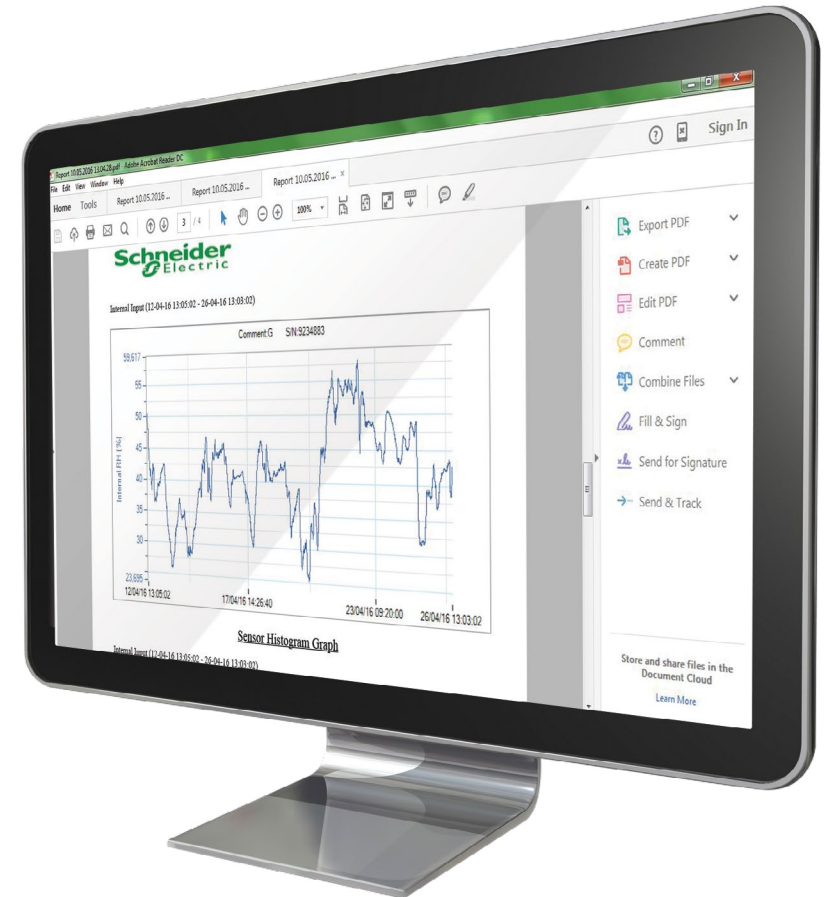 Report 10.05.2016 13.04.28.pdf - Adobe Acrobat Reader DC
File Edit View Window Help
Home Tools Report 10.05.2016 ... Report 10.05.2016 ... Report 10.05.2016 ... ×
Sign In
3 / 4
100%
Schneider
Electric
Internal Input (12-04-16 13:05:02 - 26-04-16 13:03:02)
Comment:G S/N:9234883
59,617
55
50
45
40
35
30
23,695
Internal RH (%)
12/04/16 13:05:02
17/04/16 14:26:40
23/04/16 09:20:00
26/04/16 13:03:02
Sensor Histogram Graph
Internal Input (12-04-16 13:05:02 - 26-04-16 13:03:02)
Export PDF
Create PDF
Edit PDF
Comment
Combine Files
Fill & Sign
Send for Signature
Send & Track
Store and share files in the
Document Cloud
Learn More